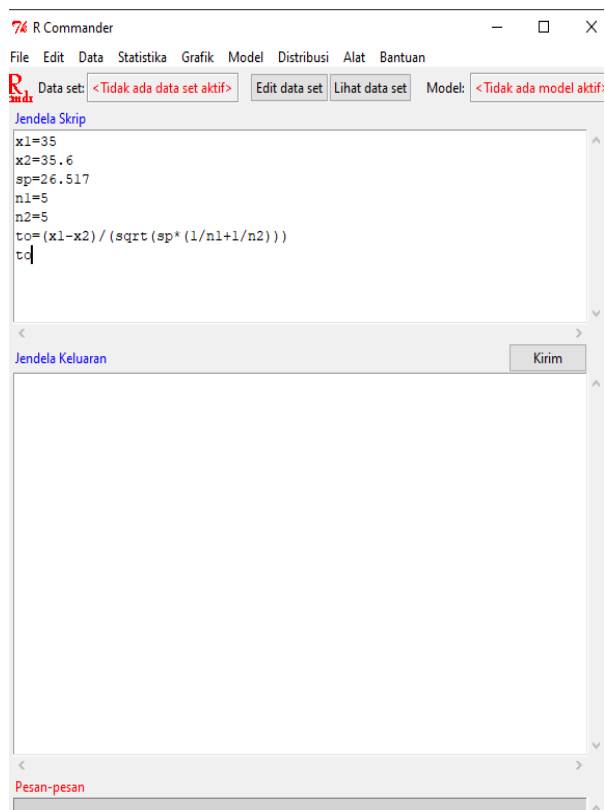 R Commander
File Edit Data Statistika Grafik Model Distribusi Alat Bantuan
R Data set: <Tidak ada data set aktif> Edit data set Lihat data set Model: <Tidak ada model aktif>
Jendela Skrip
x1=35
x2=35.6
sp=26.517
n1=5
n2=5
to=(x1-x2)/(sqrt(sp*(1/n1+1/n2)))
to
Jendela Keluaran Kirim
Pesan-pesan